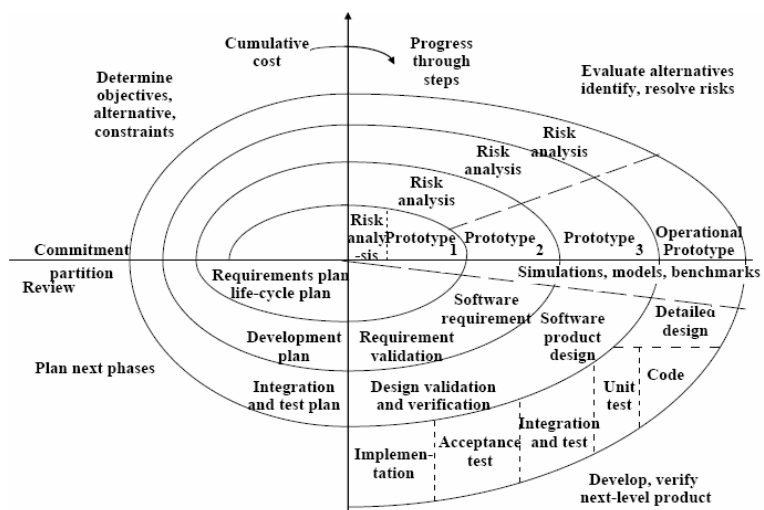 Cumulative
cost
Progress
through
steps
Determine
objectives,
alternative,
constraints
Evaluate alternatives
identify, resolve risks
Risk
analysis
Risk
analysis
Risk
analysis
Risk
analy
-sis
Prototype
1
Prototype
2
Prototype
3
Operational
Prototype
Commitment
partition
Review
Simulations, models, benchmarks
Requirements plan
life-cycle plan
Software
requirement
Software
product
design
Detailed
design
Development
plan
Requirement
validation
Plan next phases
Integration
and test plan
Design validation
and verification
Unit
test
Code
Integration
and test
Acceptance
test
Implemen-
tation
Develop, verify
next-level product